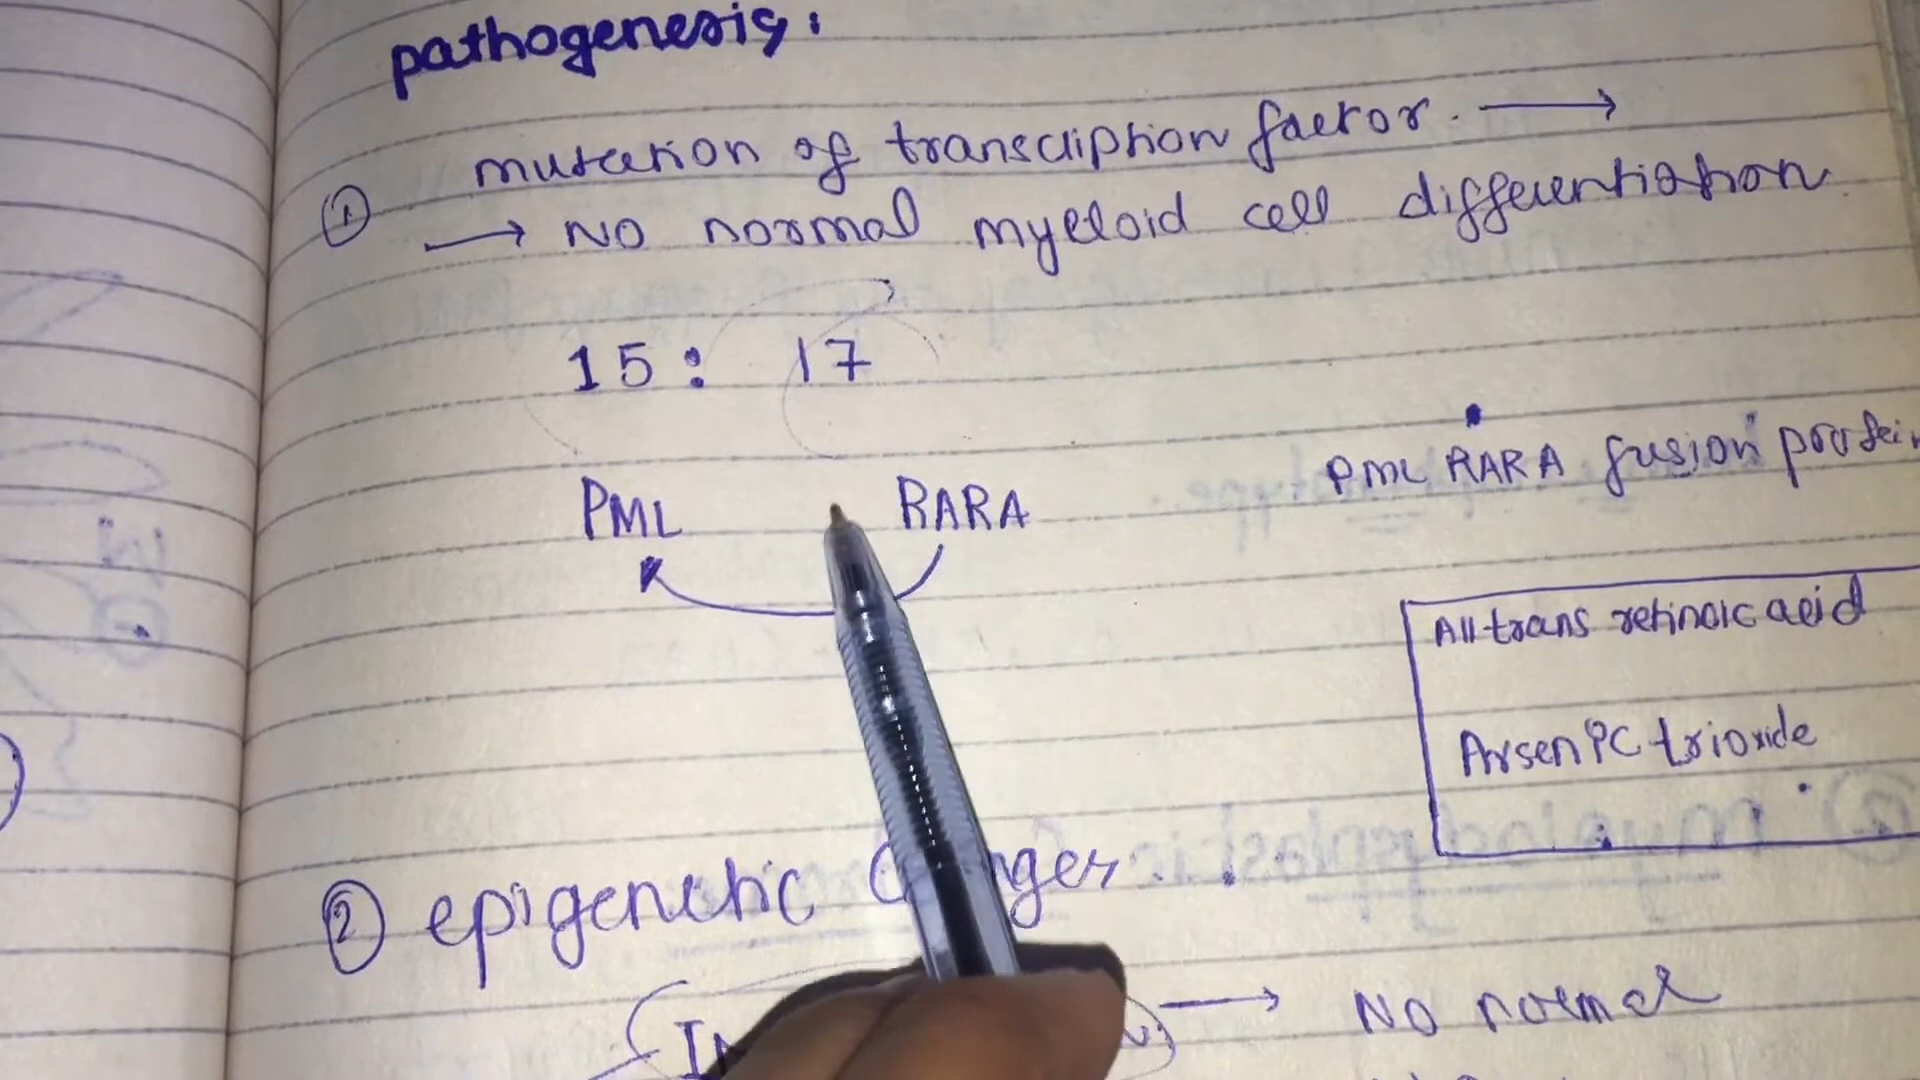 pathogenesis:
① mutation of transcription factor. →
→ NO normal myeloid cell differentiation
15: 17
PML RARA
PML RARA fusion protein
All trans retinoic acid
Arsenic trioxide
② epigenetic
→ No normal